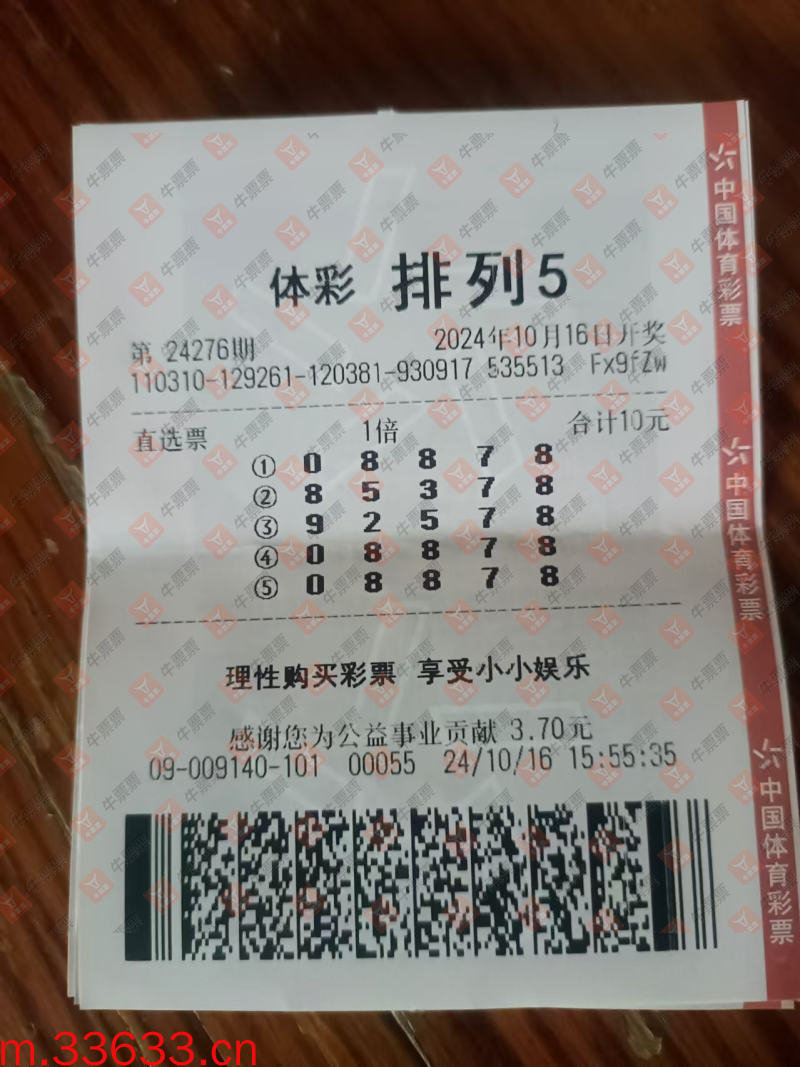 体彩 排列5
第 24276期 2024年10月16日开奖
110310-129261-120381-930917 535513 Fx9fZw
直选票 1倍 合计10元
① 0 8 8 7 8
② 8 5 3 7 8
③ 9 2 5 7 8
④ 0 8 8 7 8
⑤ 0 8 8 7 8
理性购买彩票 享受小小娱乐
感谢您为公益事业贡献 3.70元
09-009140-101 00055 24/10/16 15:55:35
中国体育彩票
中国体育彩票
中国体育彩票
牛票票
m.33633.cn